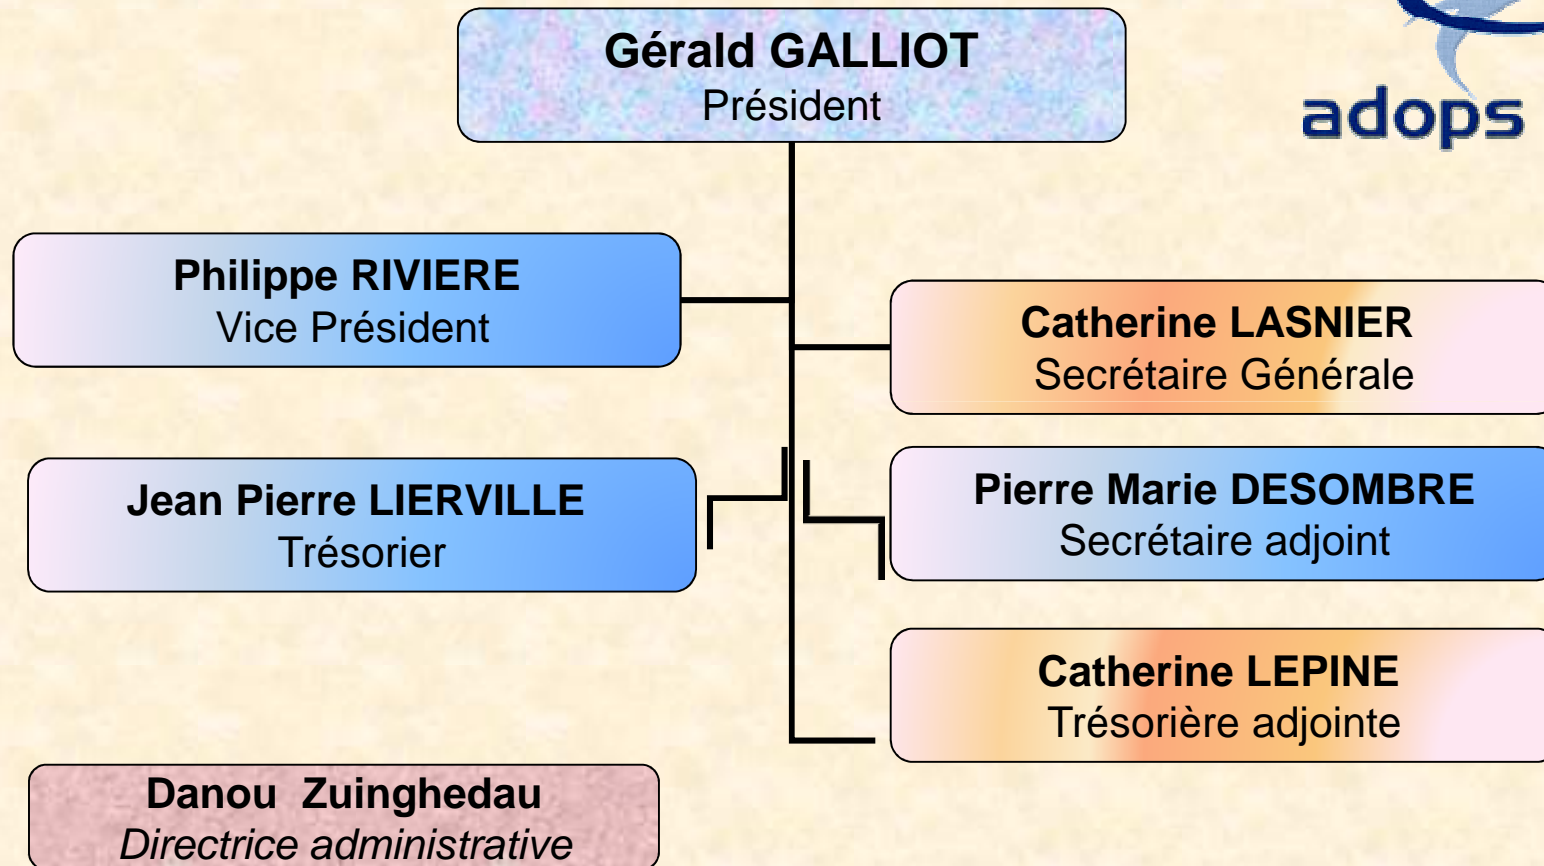 Gérald GALLIOT
Président
adops
Philippe RIVIERE
Vice Président
Catherine LASNIER
Secrétaire Générale
Jean Pierre LIERVILLE
Trésorier
Pierre Marie DESOMBRE
Secrétaire adjoint
Catherine LEPINE
Trésorière adjointe
Danou  Zuinghedau
Directrice administrative